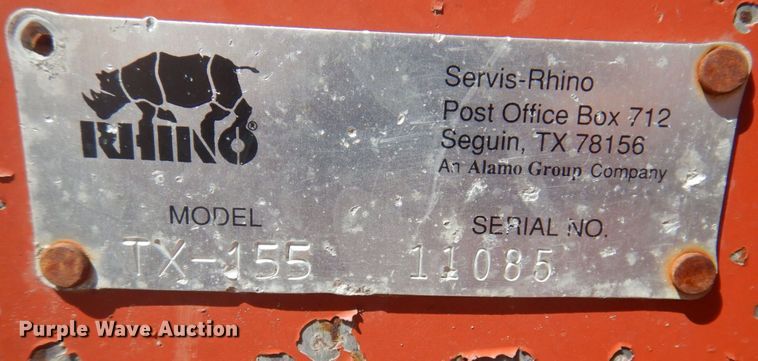 RHINO®
Servis-Rhino
Post Office Box 712
Seguin, TX 78156
An Alamo Group Company
MODEL
TX-155
SERIAL NO.
11085
Purple Wave Auction